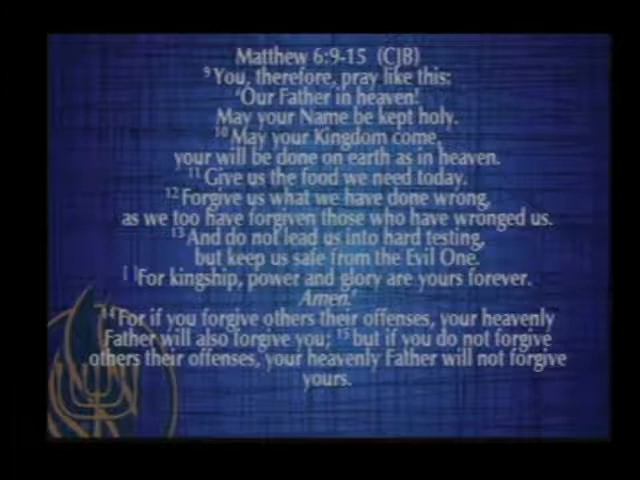 Matthew 6:9-15 (CJB)
⁹You, therefore, pray like this:
'Our Father in heaven!
May your Name be kept holy.
¹⁰May your Kingdom come,
your will be done on earth as in heaven.
¹¹Give us the food we need today.
¹²Forgive us what we have done wrong,
as we too have forgiven those who have wronged us.
¹³And do not lead us into hard testing,
but keep us safe from the Evil One.
[ ]For kingship, power and glory are yours forever.
Amen.'
¹⁴For if you forgive others their offenses, your heavenly
Father will also forgive you; ¹⁵but if you do not forgive
others their offenses, your heavenly Father will not forgive
yours.